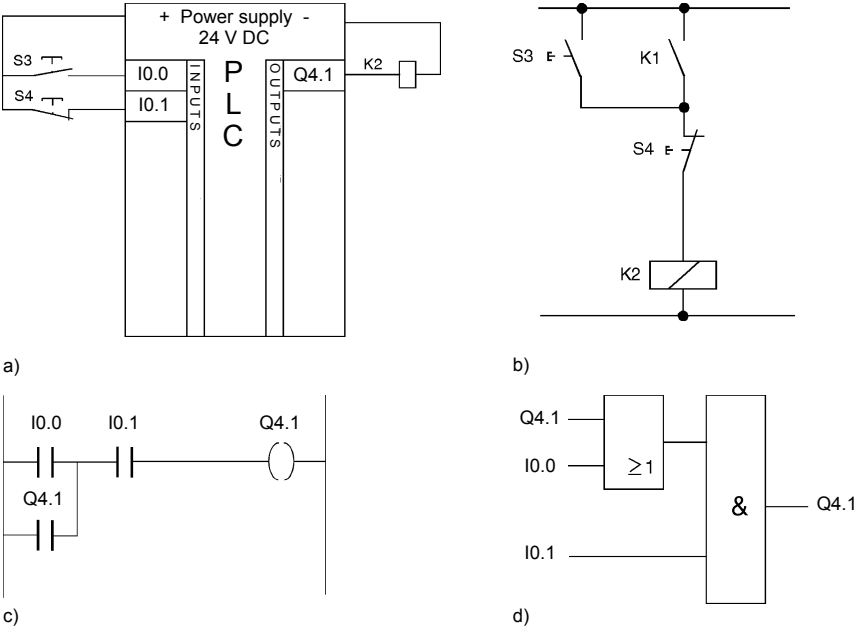 + Power supply -
24 V DC
S3
I0.0
S4
I0.1
INPUTS
PLC
OUTPUTS
Q4.1
K2
a)
S3
K1
S4
K2
b)
I0.0
I0.1
Q4.1
Q4.1
c)
Q4.1
I0.0
≥1
&
Q4.1
I0.1
d)